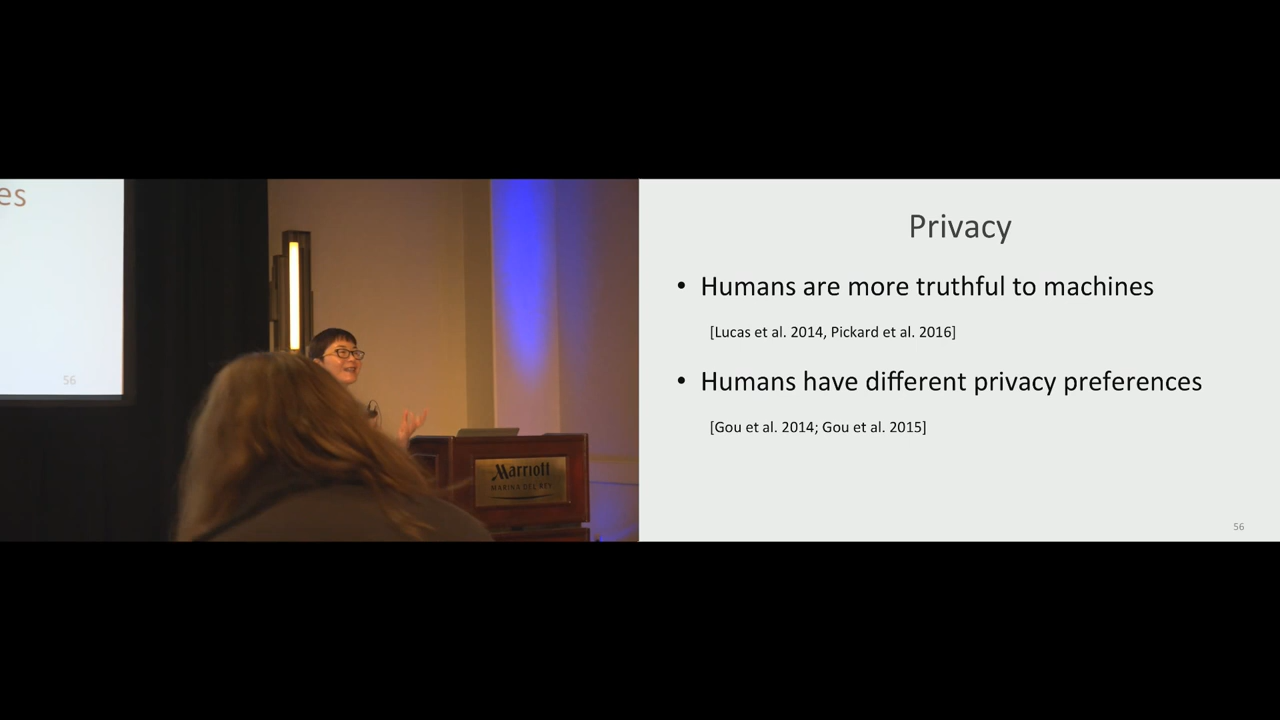 es
56
Marriott
MARINA DEL REY
Privacy
• Humans are more truthful to machines
[Lucas et al. 2014, Pickard et al. 2016]
• Humans have different privacy preferences
[Gou et al. 2014; Gou et al. 2015]
56